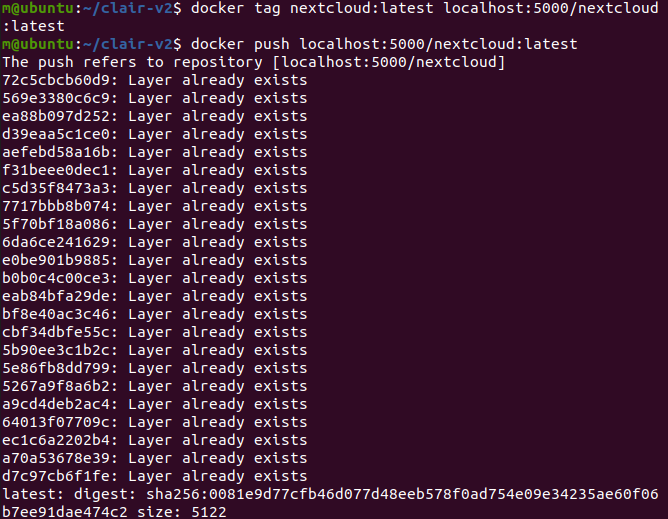 m@ubuntu:~/clair-v2$ docker tag nextcloud:latest localhost:5000/nextcloud
:latest
m@ubuntu:~/clair-v2$ docker push localhost:5000/nextcloud:latest
The push refers to repository [localhost:5000/nextcloud]
72c5cbcb60d9: Layer already exists
569e3380c6c9: Layer already exists
ea88b097d252: Layer already exists
d39eaa5c1ce0: Layer already exists
aefebd58a16b: Layer already exists
f31beee0dec1: Layer already exists
c5d35f8473a3: Layer already exists
7717bbb8b074: Layer already exists
5f70bf18a086: Layer already exists
6da6ce241629: Layer already exists
e0be901b9885: Layer already exists
b0b0c4c00ce3: Layer already exists
eab84bfa29de: Layer already exists
bf8e40ac3c46: Layer already exists
cbf34dbfe55c: Layer already exists
5b90ee3c1b2c: Layer already exists
5e86fb8dd799: Layer already exists
5267a9f8a6b2: Layer already exists
a9cd4deb2ac4: Layer already exists
64013f07709c: Layer already exists
ec1c6a2202b4: Layer already exists
a70a53678e39: Layer already exists
d7c97cb6f1fe: Layer already exists
latest: digest: sha256:0081e9d77cfb46d077d48eeb578f0ad754e09e34235ae60f06
b7ee91dae474c2 size: 5122